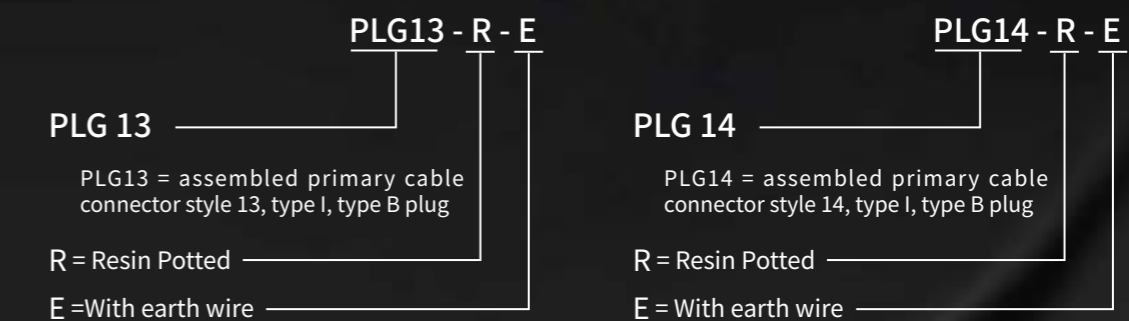 PLG13 - R - E
PLG 13
PLG13 = assembled primary cable
connector style 13, type I, type B plug
R = Resin Potted
E =With earth wire
PLG14 - R - E
PLG 14
PLG14 = assembled primary cable
connector style 14, type I, type B plug
R = Resin Potted
E = With earth wire